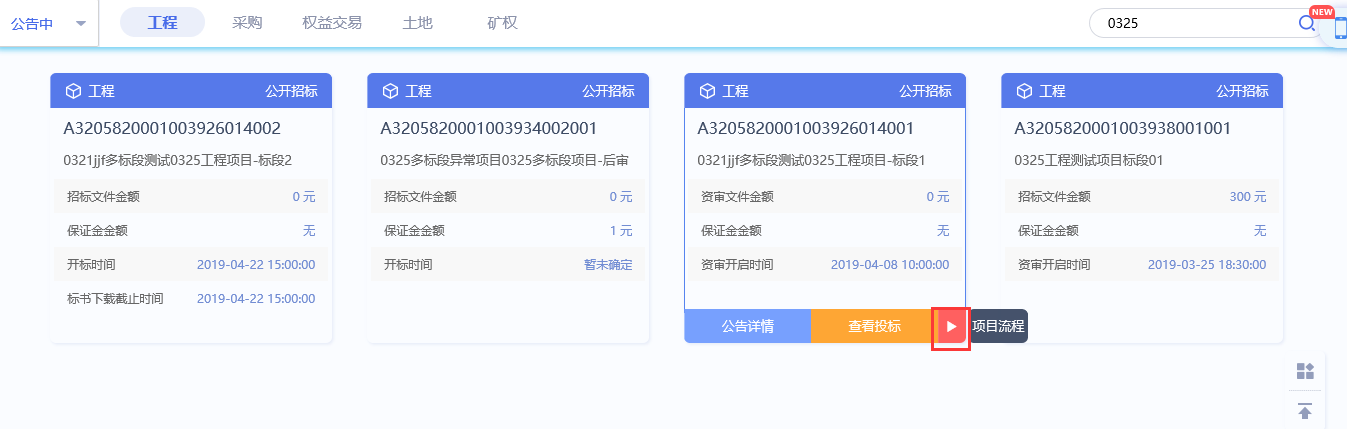 公告中 工程 采购 权益交易 土地 矿权 0325 NEW
工程 公开招标
A3205820001003926014002
0321jjf多标段测试0325工程项目-标段2
招标文件金额 0 元
保证金金额 无
开标时间 2019-04-22 15:00:00
标书下载截止时间 2019-04-22 15:00:00
工程 公开招标
A3205820001003934002001
0325多标段异常项目0325多标段项目-后审
招标文件金额 0 元
保证金金额 1 元
开标时间 暂未确定
工程 公开招标
A3205820001003926014001
0321jjf多标段测试0325工程项目-标段1
资审文件金额 0 元
保证金金额 无
资审开启时间 2019-04-08 10:00:00
公告详情 查看投标 项目流程
工程 公开招标
A3205820001003938001001
0325工程测试项目标段01
招标文件金额 300 元
保证金金额 无
资审开启时间 2019-03-25 18:30:00